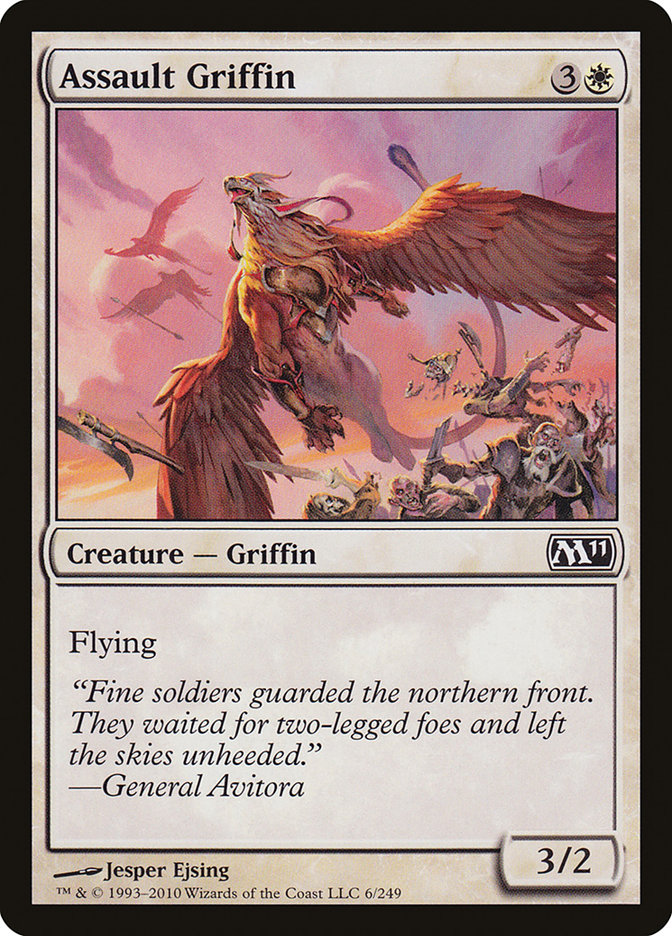 Assault Griffin 3
Creature — Griffin M11
Flying
“Fine soldiers guarded the northern front.
They waited for two-legged foes and left
the skies unheeded.”
—General Avitora
3/2
Jesper Ejsing
™ & © 1993–2010 Wizards of the Coast LLC 6/249